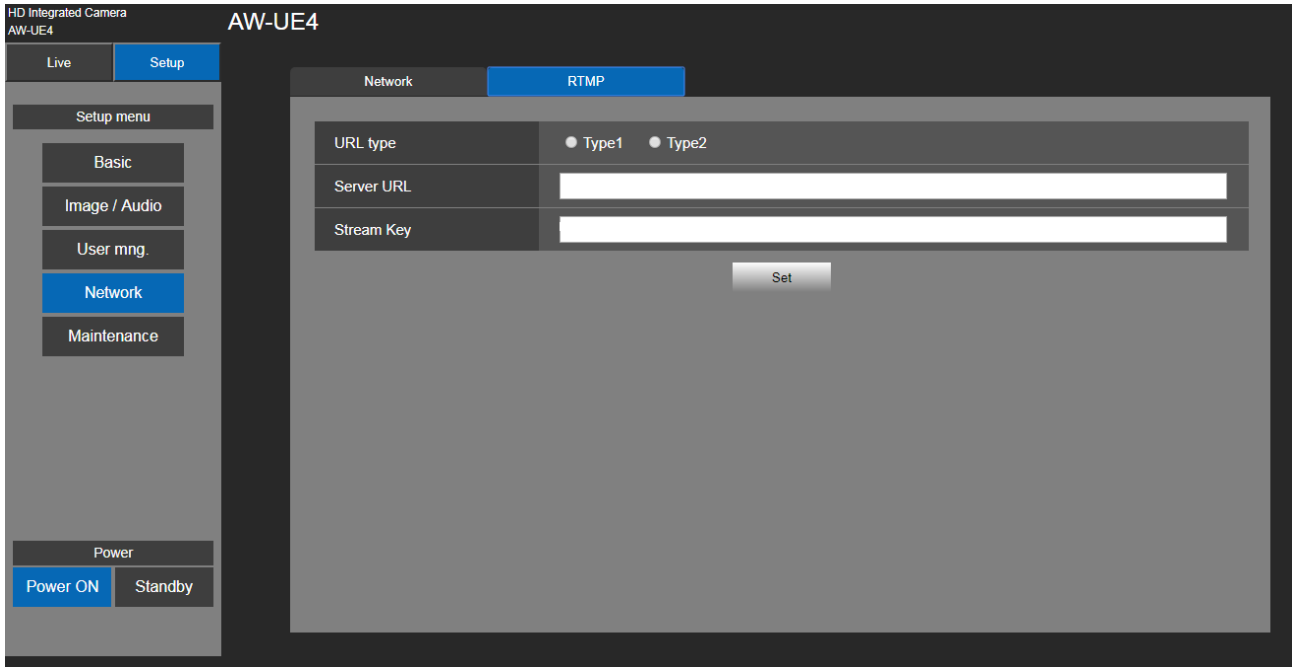 HD Integrated Camera
AW-UE4
AW-UE4
Live
Setup
Setup menu
Basic
Image / Audio
User mng.
Network
Maintenance
Power
Power ON
Standby
Network
RTMP
URL type
Type1
Type2
Server URL
Stream Key
Set